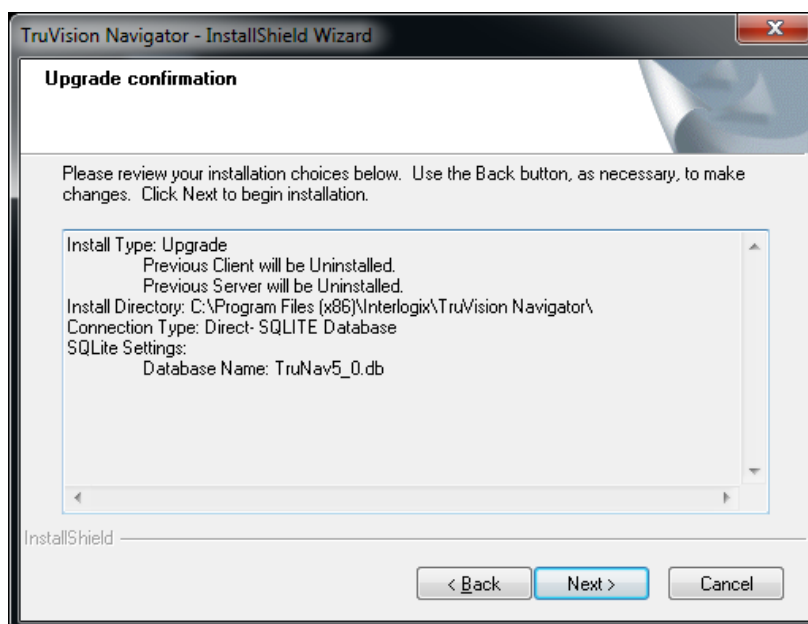 TruVision Navigator - InstallShield Wizard
Upgrade confirmation
Please review your installation choices below. Use the Back button, as necessary, to make
changes. Click Next to begin installation.
Install Type: Upgrade
Previous Client will be Uninstalled.
Previous Server will be Uninstalled.
Install Directory: C:\Program Files (x86)\Interlogix\TruVision Navigator\
Connection Type: Direct- SQLITE Database
SQLite Settings:
Database Name: TruNav5_0.db
InstallShield
< Back Next > Cancel